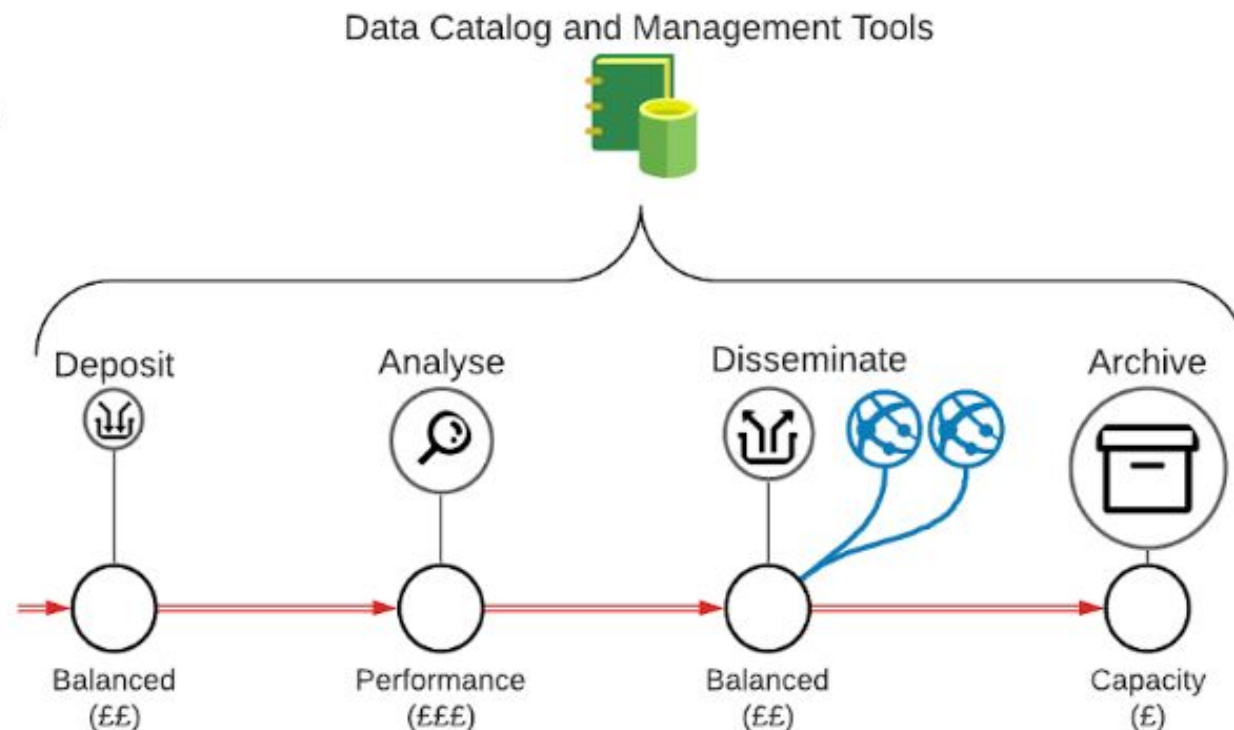 Data Catalog and Management Tools
Deposit
Analyse
Disseminate
Archive
Balanced
(££)
Performance
(£££)
Balanced
(££)
Capacity
(£)